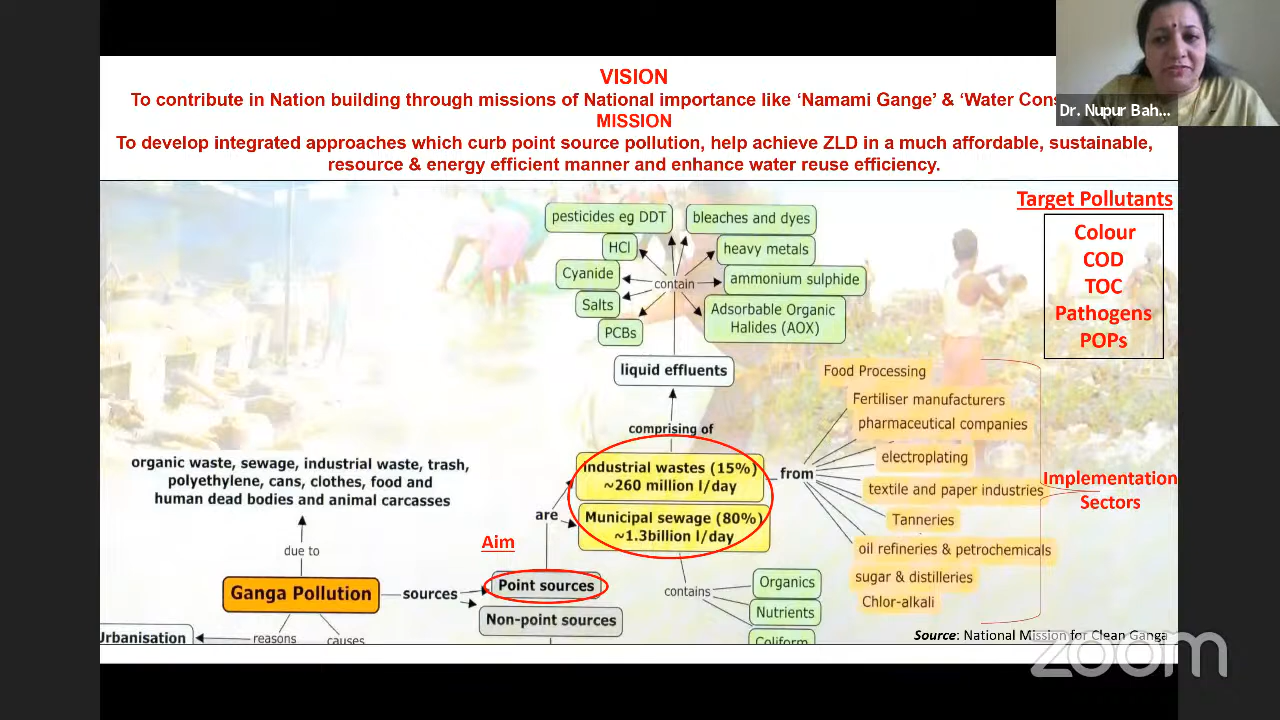 VISION
To contribute in Nation building through missions of National importance like ‘Namami Gange’ & ‘Water
MISSION
To develop integrated approaches which curb point source pollution, help achieve ZLD in a much affordable, sustainable,
resource & energy efficient manner and enhance water reuse efficiency.
Dr. Nupur Bah...
Target Pollutants
Colour
COD
TOC
Pathogens
POPs
pesticides eg DDT
bleaches and dyes
HCl
heavy metals
Cyanide
contain
ammonium sulphide
Salts
Adsorbable Organic
Halides (AOX)
PCBs
liquid effluents
comprising of
Industrial wastes (15%)
~260 million l/day
Municipal sewage (80%)
~1.3billion l/day
from
Food Processing
Fertiliser manufacturers
pharmaceutical companies
electroplating
textile and paper industries
Tanneries
oil refineries & petrochemicals
sugar & distilleries
Chlor-alkali
Implementation
Sectors
organic waste, sewage, industrial waste, trash,
polyethylene, cans, clothes, food and
human dead bodies and animal carcasses
due to
are
Aim
Ganga Pollution
sources
Point sources
Non-point sources
contains
Organics
Nutrients
Coliform
Urbanisation
reasons
causes
Source: National Mission for Clean Ganga
zoom